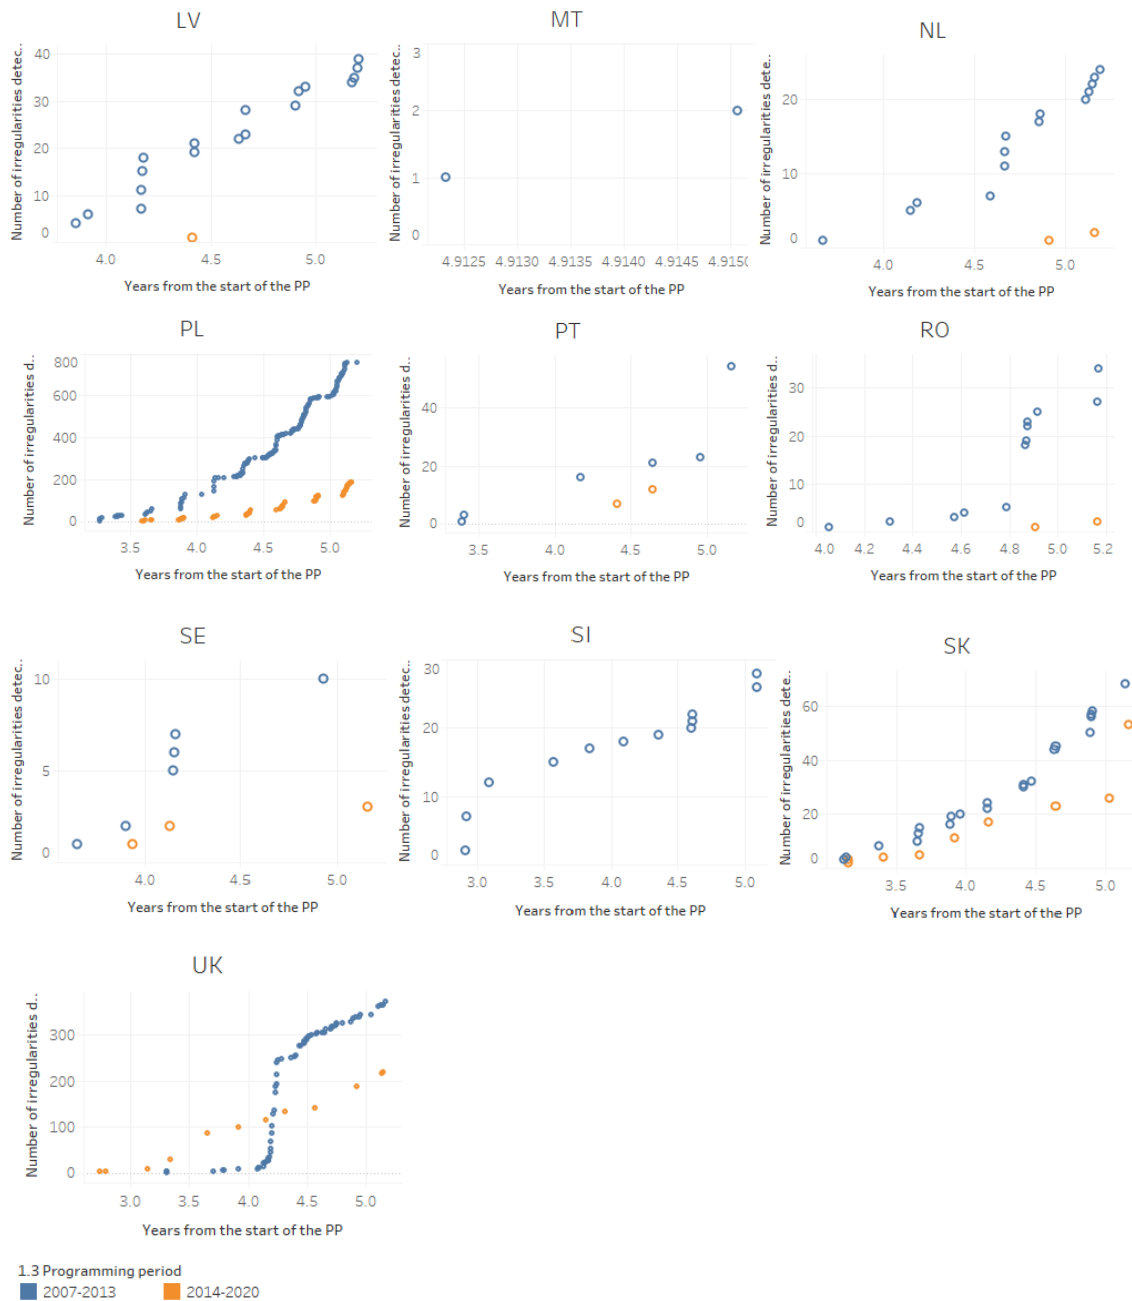 LV
MT
NL
Number of irregularities detec..
40
30
20
10
0
4.0
4.5
5.0
Years from the start of the PP
Number of irregularities detec..
3
2
1
0
4.9125
4.9130
4.9135
4.9140
4.9145
4.9150
Years from the start of the PP
Number of irregularities dete..
20
10
0
4.0
4.5
5.0
Years from the start of the PP
PL
PT
RO
Number of irregularities d..
800
600
400
200
0
3.5
4.0
4.5
5.0
Years from the start of the PP
Number of irregularities d..
40
20
0
3.5
4.0
4.5
5.0
Years from the start of the PP
Number of irregularities d..
30
20
10
0
4.0
4.2
4.4
4.6
4.8
5.0
5.2
Years from the start of the PP
SE
SI
SK
Number of irregularities detec..
10
5
0
4.0
4.5
5.0
Years from the start of the PP
Number of irregularities detec..
30
20
10
0
3.0
3.5
4.0
4.5
5.0
Years from the start of the PP
Number of irregularities dete..
60
40
20
0
3.5
4.0
4.5
5.0
Years from the start of the PP
UK
Number of irregularities d..
300
200
100
0
3.0
3.5
4.0
4.5
5.0
Years from the start of the PP
1.3 Programming period
2007-2013
2014-2020